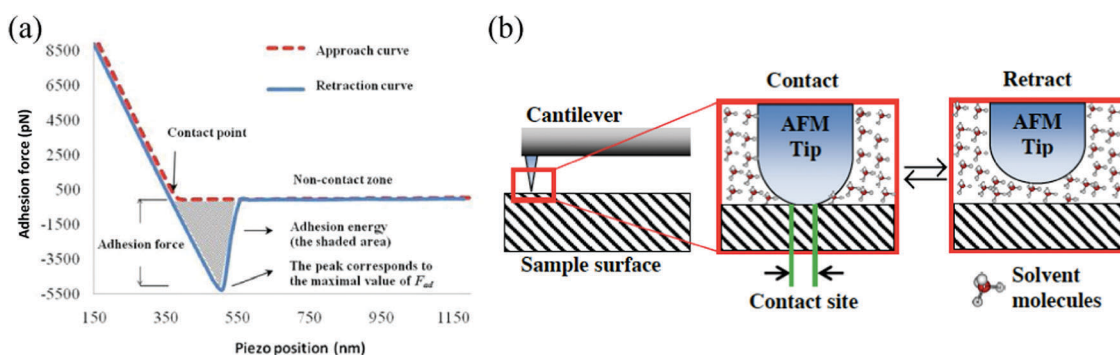 (a)
Adhesion force (pN)
8500
6500
4500
2500
500
-1500
-3500
-5500
150
350
550
750
950
1150
Piezo position (nm)
Approach curve
Retraction curve
Contact point
Non-contact zone
Adhesion force
Adhesion energy
(the shaded area)
The peak corresponds to
the maximal value of F_ad
(b)
Cantilever
Sample surface
Contact
AFM
Tip
Contact site
Retract
AFM
Tip
Solvent
molecules